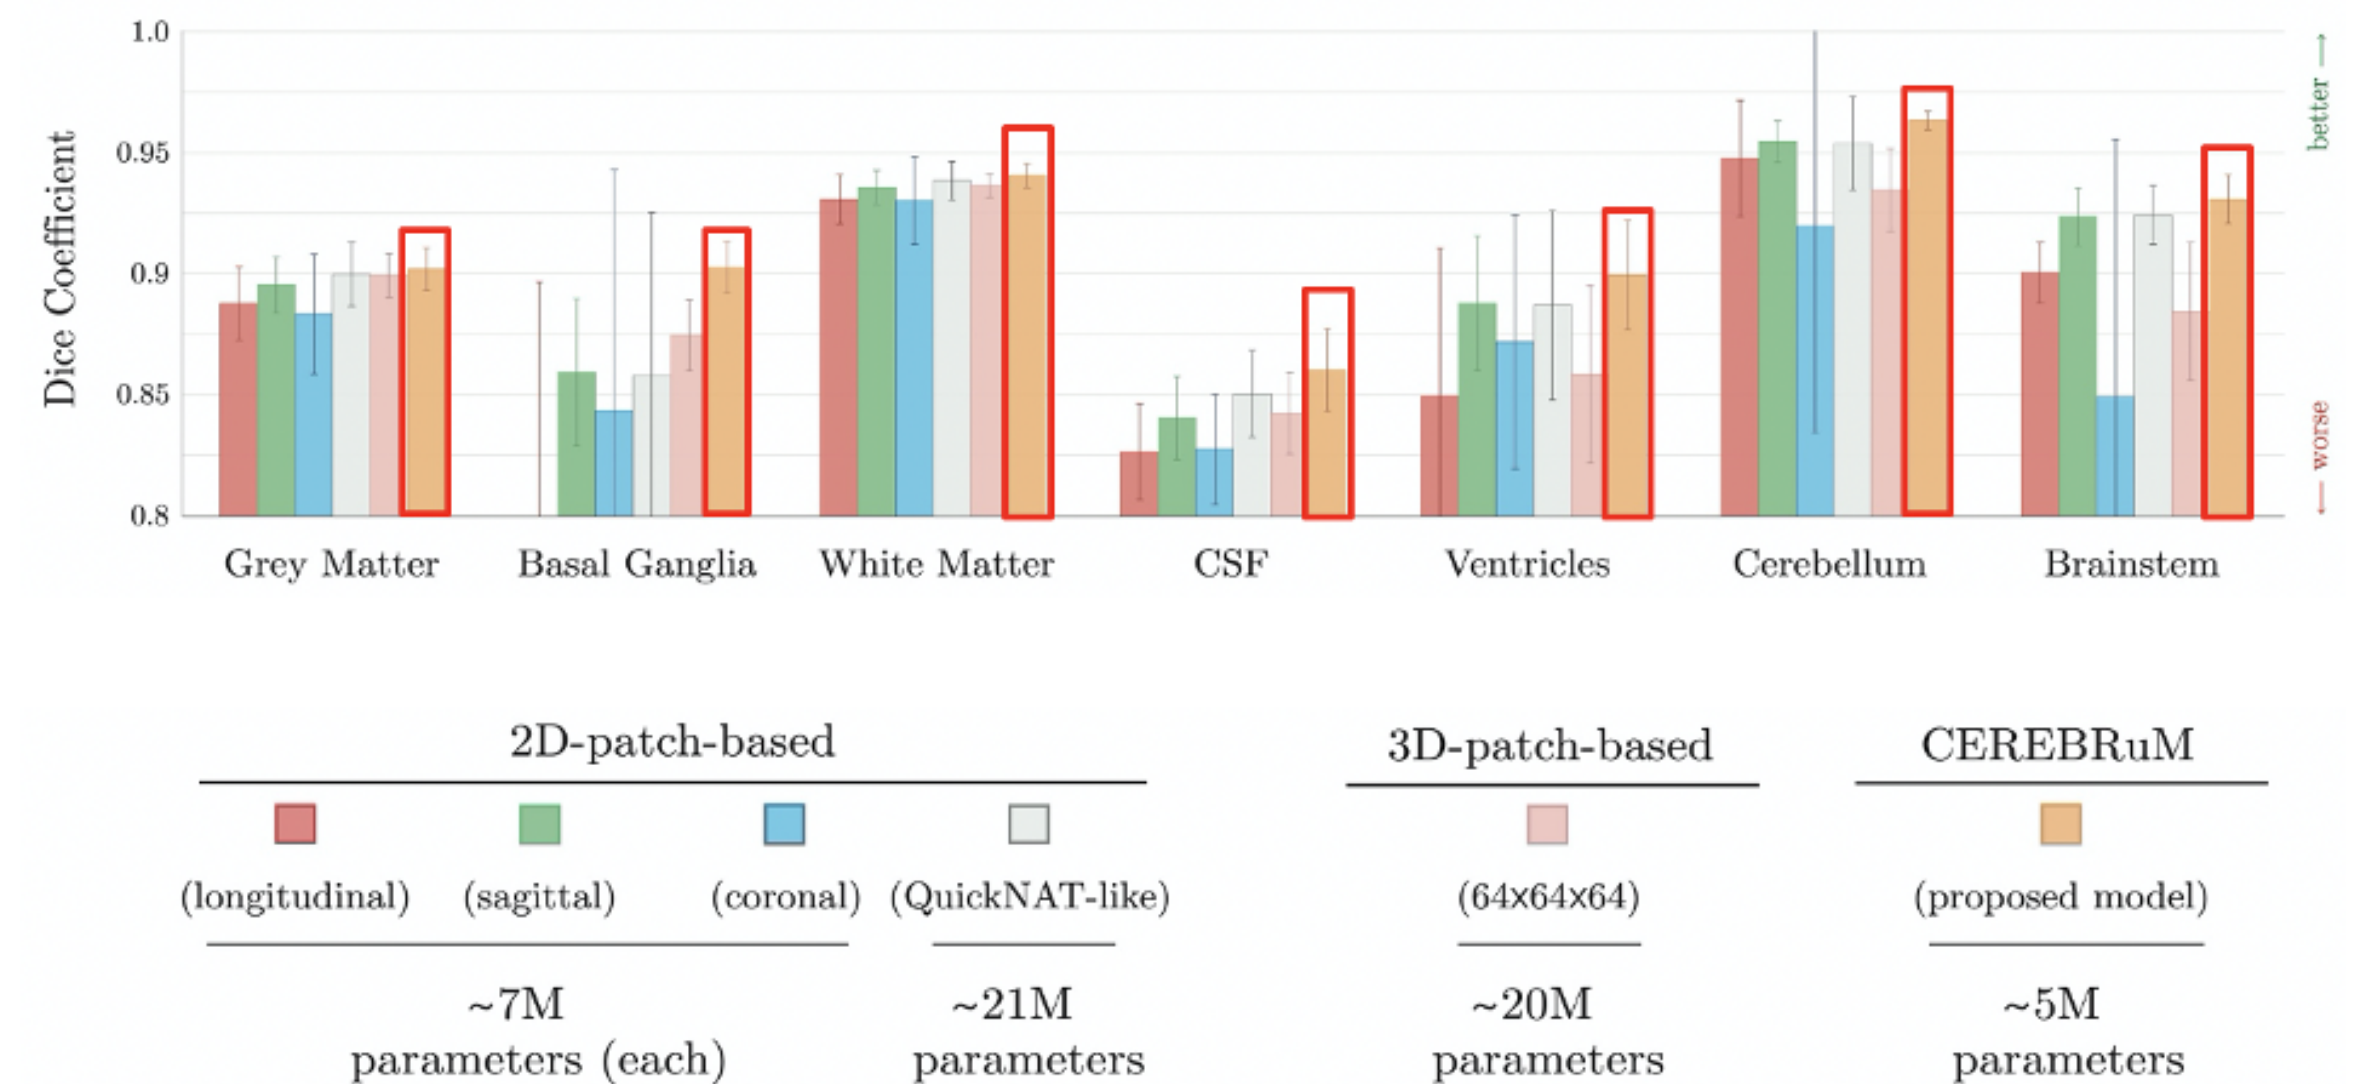 1.0
0.95
0.9
0.85
0.8
Dice Coefficient
better →
← worse
Grey Matter Basal Ganglia White Matter CSF Ventricles Cerebellum Brainstem
2D-patch-based 3D-patch-based CEREBRuM
(longitudinal) (sagittal) (coronal) (QuickNAT-like) (64x64x64) (proposed model)
~7M ~21M ~20M ~5M
parameters (each) parameters parameters parameters